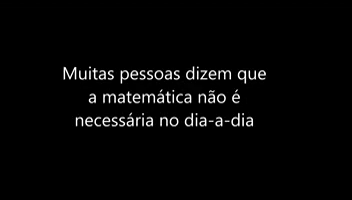 Muitas pessoas dizem que
a matemática não é
necessária no dia-a-dia